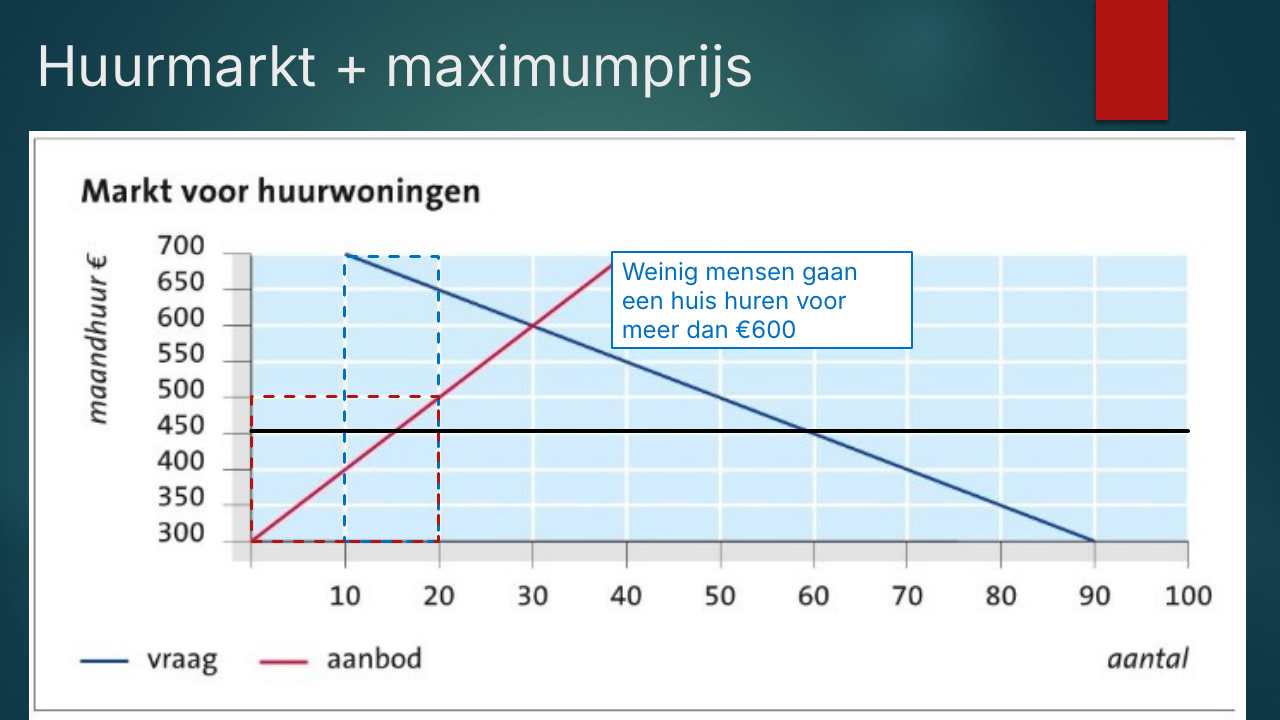 Huurmarkt + maximumprijs
Markt voor huurwoningen
maandhuur €
700
650
600
550
500
450
400
350
300
Weinig mensen gaan
een huis huren voor
meer dan €600
10 20 30 40 50 60 70 80 90 100
vraag aanbod aantal